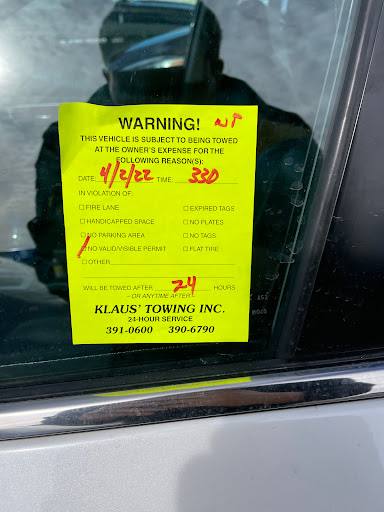 WARNING! NP
THIS VEHICLE IS SUBJECT TO BEING TOWED
AT THE OWNER'S EXPENSE FOR THE
FOLLOWING REASON(S):
DATE: 4/2/22 TIME: 330
IN VIOLATION OF:
☐ FIRE LANE ☐ EXPIRED TAGS
☐ HANDICAPPED SPACE ☐ NO PLATES
☐ NO PARKING AREA ☐ NO TAGS
☐ NO VALID/VISIBLE PERMIT ☐ FLAT TIRE
☐ OTHER
WILL BE TOWED AFTER 24 HOURS
– OR ANYTIME AFTER –
KLAUS' TOWING INC.
24-HOUR SERVICE
391-0600 390-6790